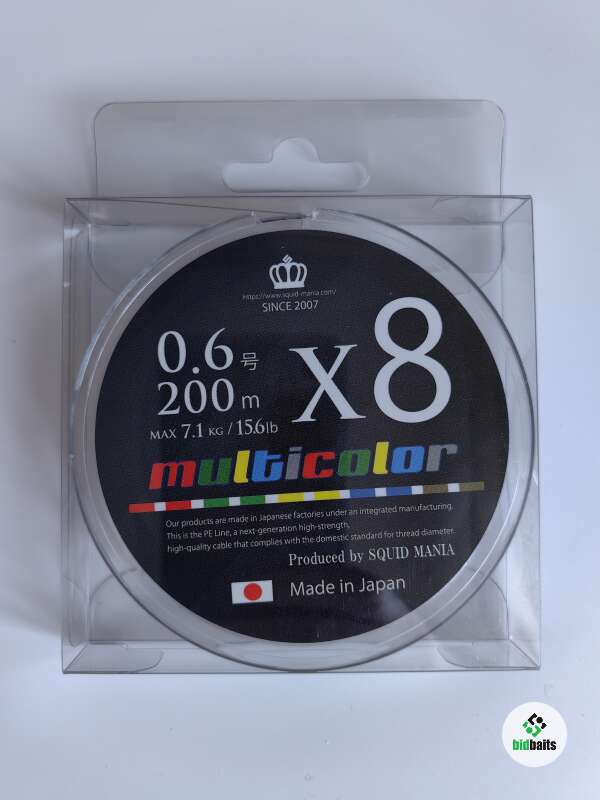 https://www.squid-mania.com/
SINCE 2007
0.6号
200m
x8
MAX 7.1 KG / 15.6lb
multicolor
Our products are made in Japanese factories under an integrated manufacturing.
This is the PE Line, a next-generation high-strength,
high-quality cable that complies with the domestic standard for thread diameter.
Produced by SQUID MANIA
Made in Japan
bidbaits